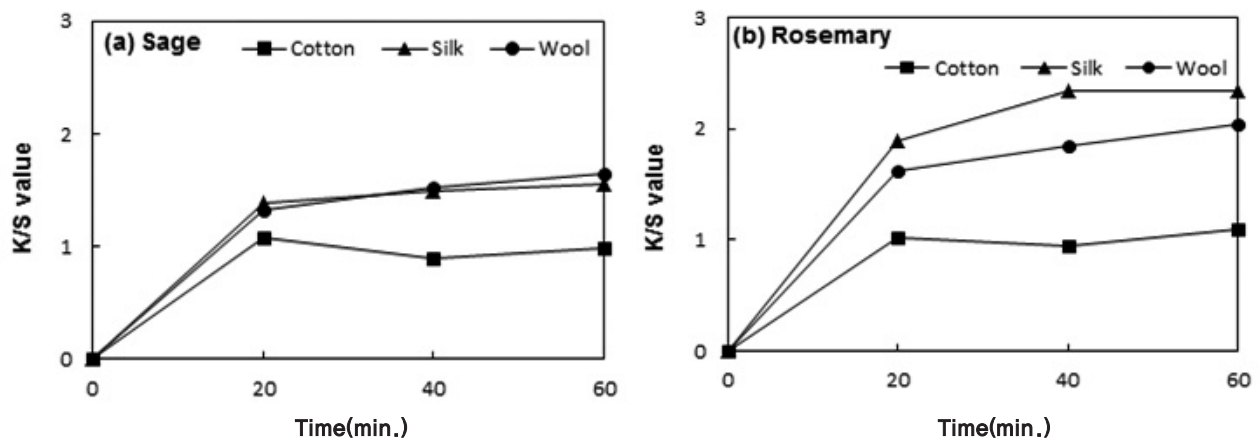 (a) Sage
Cotton Silk Wool
3
2
1
0
K/S value
0 20 40 60
Time(min.)
(b) Rosemary
Cotton Silk Wool
3
2
1
0
K/S value
0 20 40 60
Time(min.)